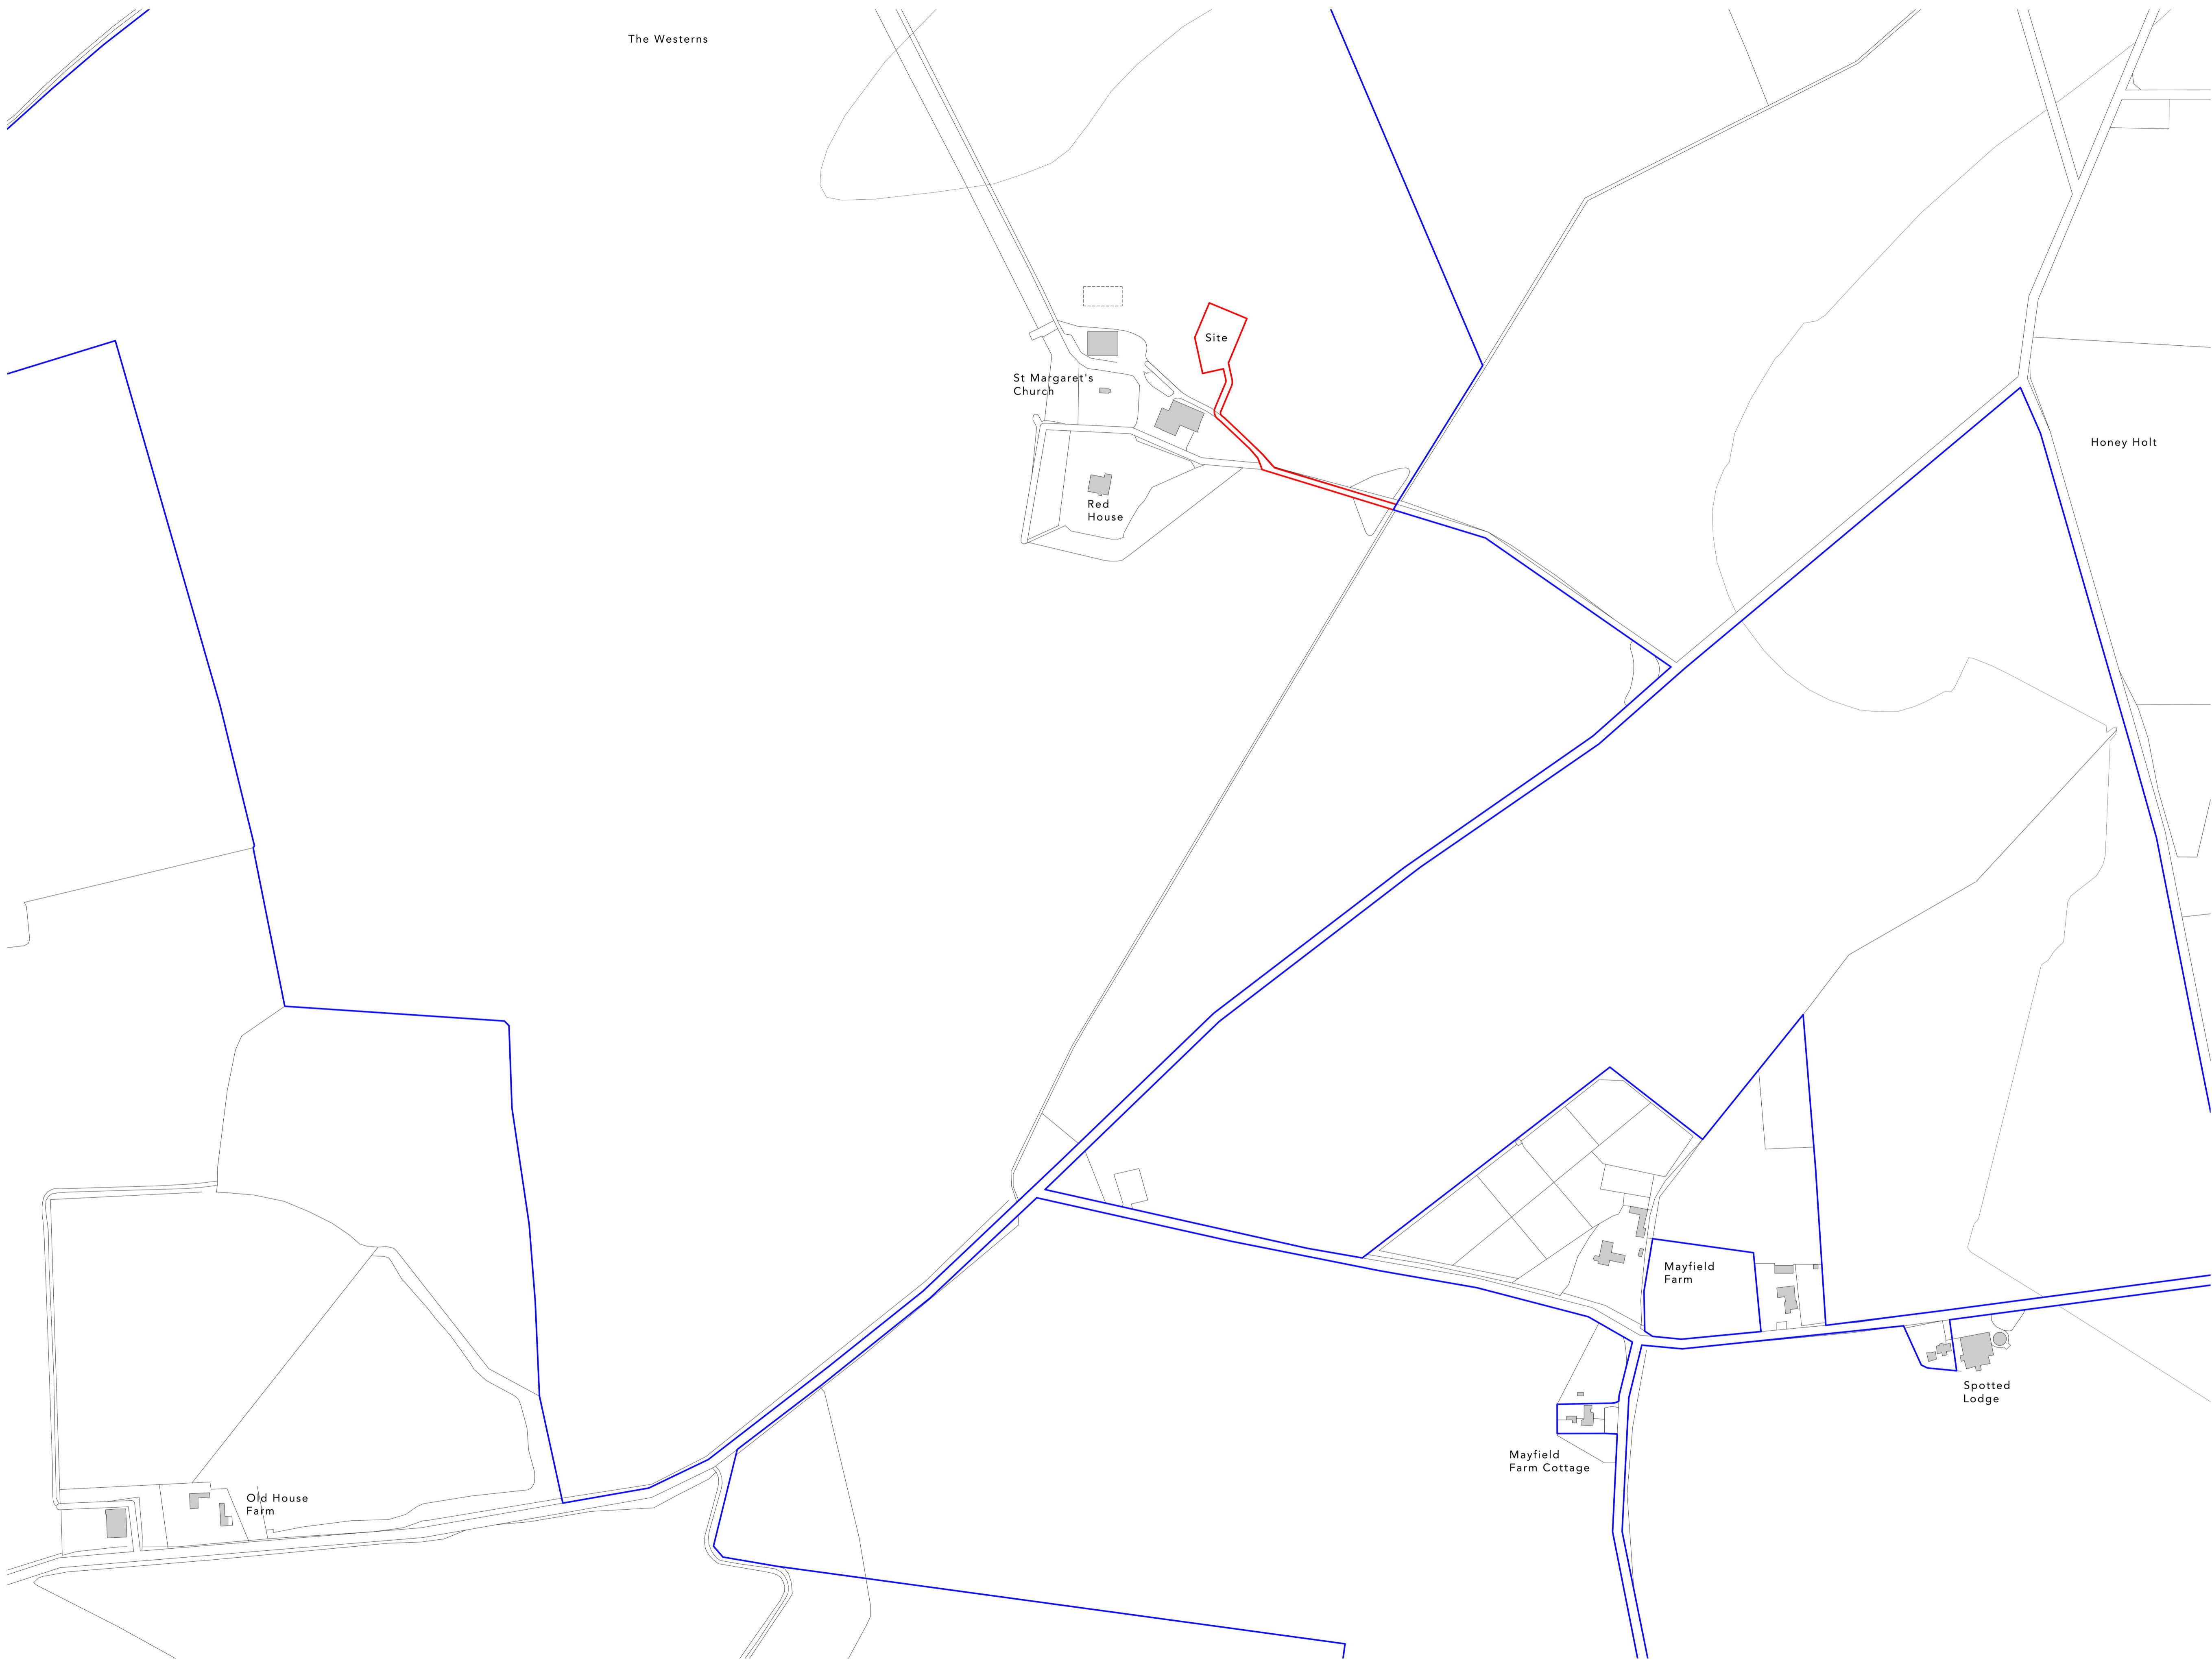 The Westerns
Site
St Margaret's
Church
Honey Holt
Red
House
Mayfield
Farm
Spotted
Lodge
Mayfield
Farm Cottage
Old House
Farm